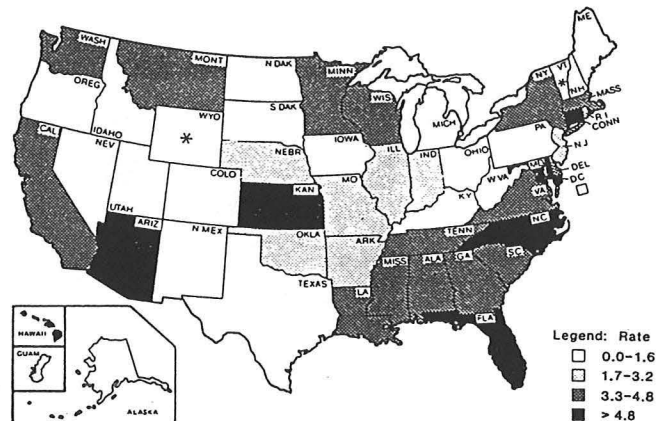 ME
WASH
MONT
N DAK
MINN
VT
NY
*
NH
MASS
OREG
WIS
S DAK
MICH
R I
CONN
CAL
IDAHO
WYO
*
IOWA
PA
N J
NEV
NEBR
ILL
IND
OHIO
DEL
MD
DC
W VA
VA
UTAH
COLO
KAN
MO
KY
NC
ARIZ
N MEX
OKLA
ARK
TENN
SC
MISS
ALA
GA
TEXAS
LA
FLA
HAWAII
GUAM
ALASKA
Legend: Rate
0.0-1.6
1.7-3.2
3.3-4.8
> 4.8